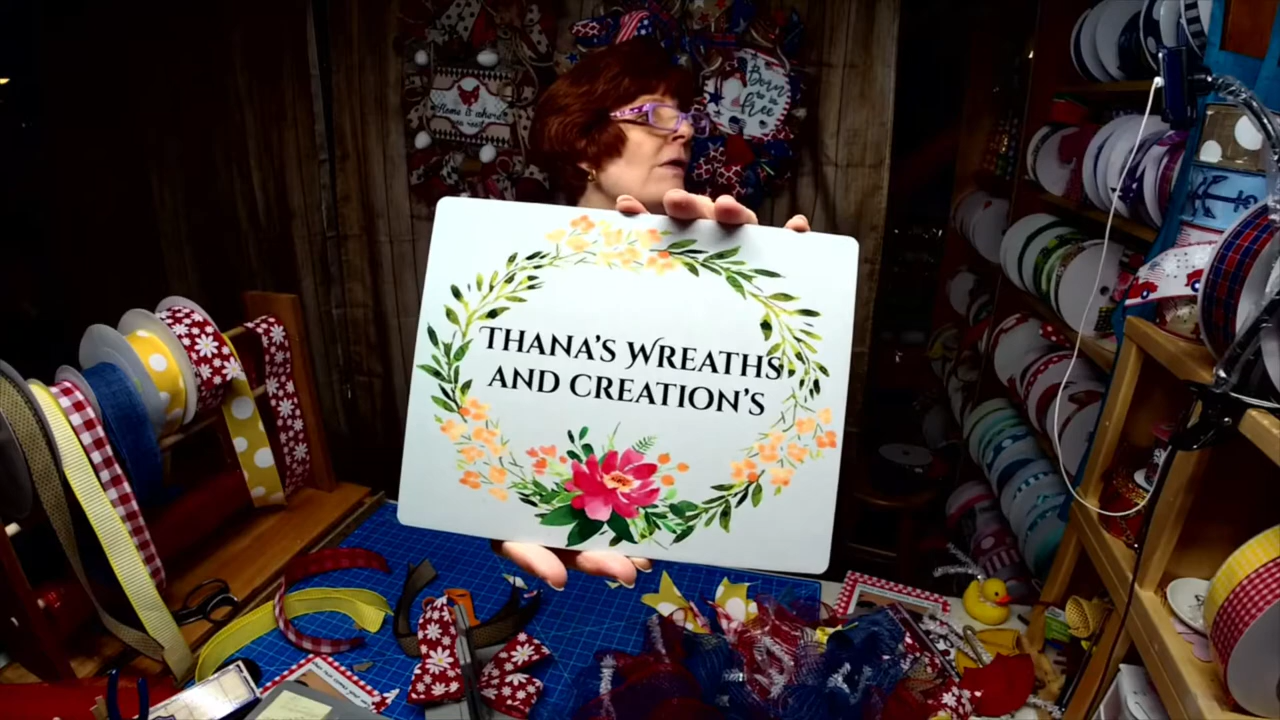 Home is where
Born
to be
free
THANA'S WREATHS
AND CREATION'S